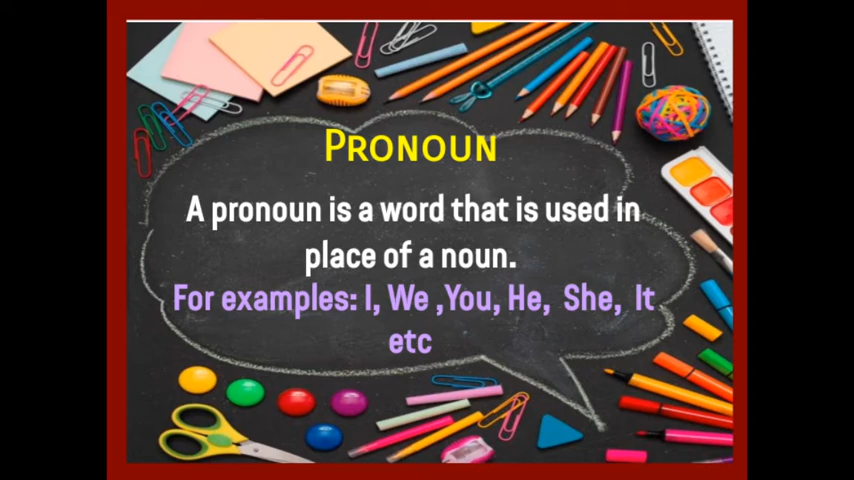 PRONOUN
A pronoun is a word that is used in
place of a noun.
For examples: I, We ,You, He, She, It
etc